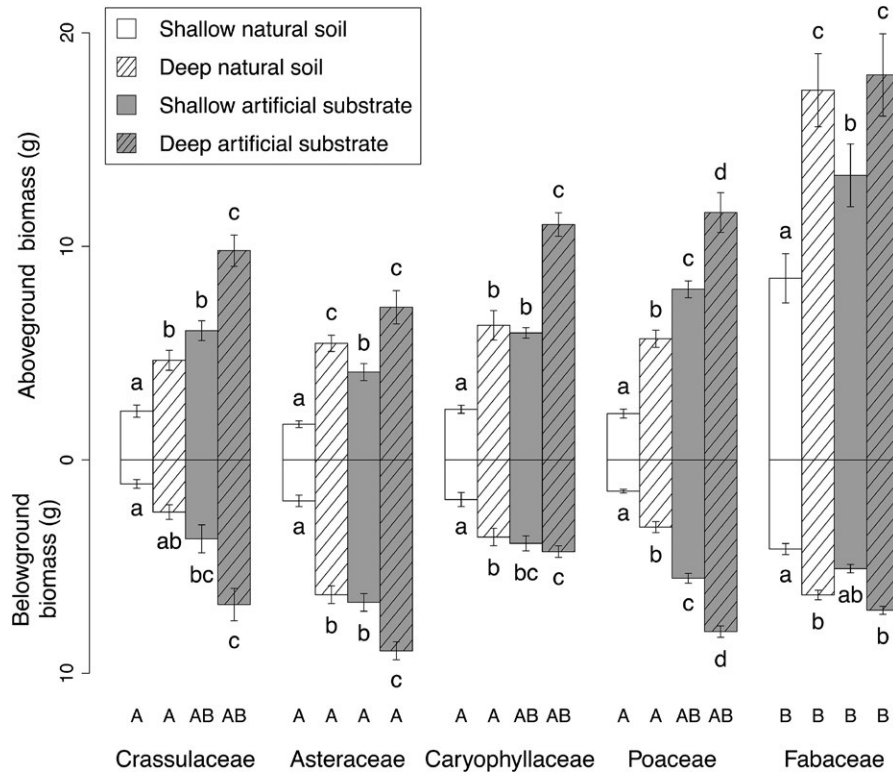 20
Shallow natural soil
Deep natural soil
Shallow artificial substrate
Deep artificial substrate
Aboveground biomass (g)
10
0
Belowground
biomass (g)
10
a b b c
a c b c
a b b c
a b c d
a c b c
a ab bc c
a b b c
a b bc c
a b c d
a b ab b
A A AB AB
A A A A
A A AB AB
A A AB AB
B B B B
Crassulaceae Asteraceae Caryophyllaceae Poaceae Fabaceae